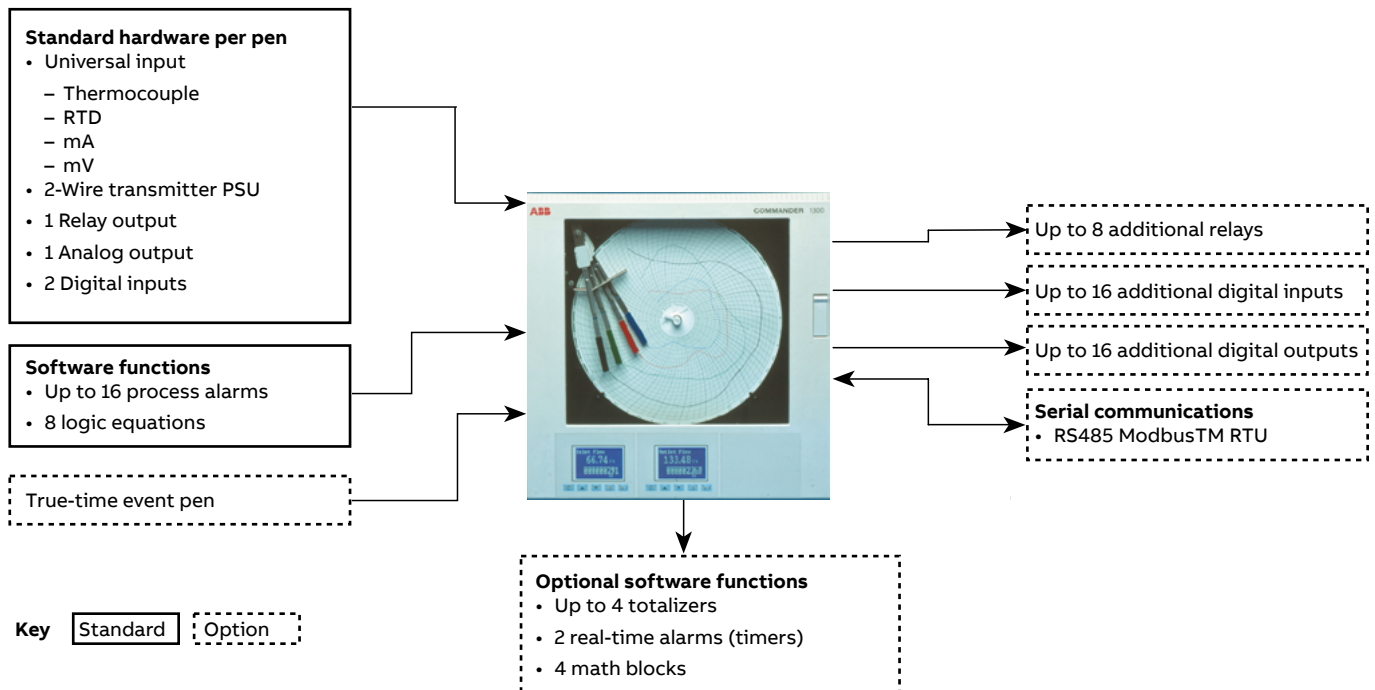 Standard hardware per pen
• Universal input
– Thermocouple
– RTD
– mA
– mV
• 2-Wire transmitter PSU
• 1 Relay output
• 1 Analog output
• 2 Digital inputs
Software functions
• Up to 16 process alarms
• 8 logic equations
True-time event pen
Key
Standard
Option
ABB
COMMANDER 1900
66.74
133.48
Up to 8 additional relays
Up to 16 additional digital inputs
Up to 16 additional digital outputs
Serial communications
• RS485 ModbusTM RTU
Optional software functions
• Up to 4 totalizers
• 2 real-time alarms (timers)
• 4 math blocks